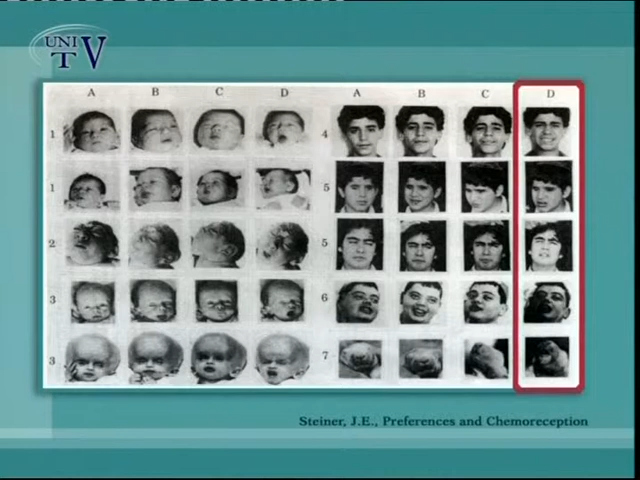 UNI
TV
A B C D A B C D
1 4
1 5
2 5
3 6
3 7
Steiner, J.E., Preferences and Chemoreception